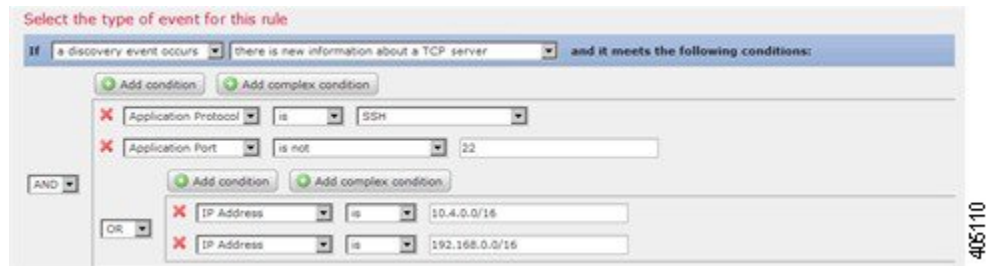 Select the type of event for this rule
If a discovery event occurs there is new information about a TCP server and it meets the following conditions:
Add condition Add complex condition
Application Protocol is SSH
Application Port is not 22
AND
Add condition Add complex condition
OR
IP Address is 10.4.0.0/16
IP Address is 192.168.0.0/16
405110